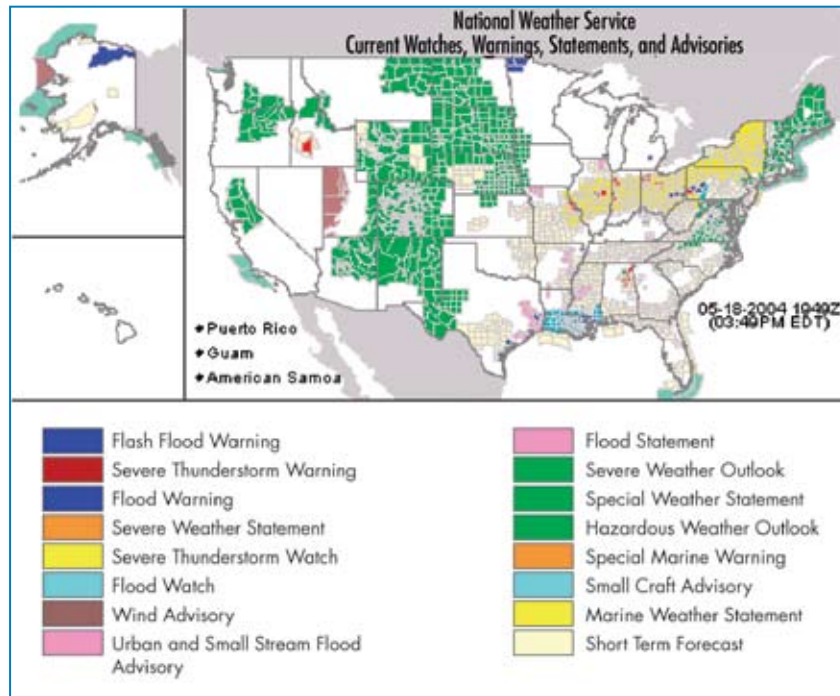 National Weather Service
Current Watches, Warnings, Statements, and Advisories
05-18-2004 1949Z
(03:49PM EDT)
Puerto Rico
Guam
American Samoa
Flash Flood Warning
Severe Thunderstorm Warning
Flood Warning
Severe Weather Statement
Severe Thunderstorm Watch
Flood Watch
Wind Advisory
Urban and Small Stream Flood
Advisory
Flood Statement
Severe Weather Outlook
Special Weather Statement
Hazardous Weather Outlook
Special Marine Warning
Small Craft Advisory
Marine Weather Statement
Short Term Forecast